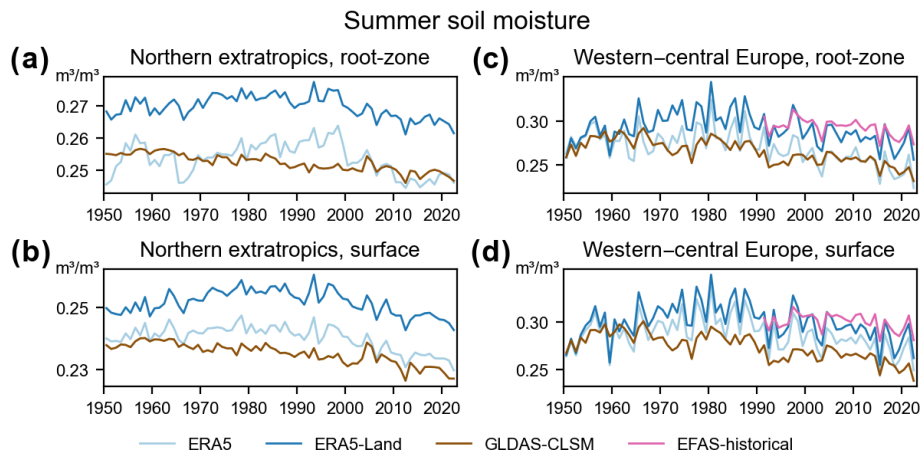 Summer soil moisture
(a) Northern extratropics, root-zone
m³/m³
0.27
0.26
0.25
1950 1960 1970 1980 1990 2000 2010 2020
(c) Western–central Europe, root-zone
m³/m³
0.30
0.25
1950 1960 1970 1980 1990 2000 2010 2020
(b) Northern extratropics, surface
m³/m³
0.25
0.23
1950 1960 1970 1980 1990 2000 2010 2020
(d) Western–central Europe, surface
m³/m³
0.30
0.25
1950 1960 1970 1980 1990 2000 2010 2020
ERA5 ERA5-Land GLDAS-CLSM EFAS-historical